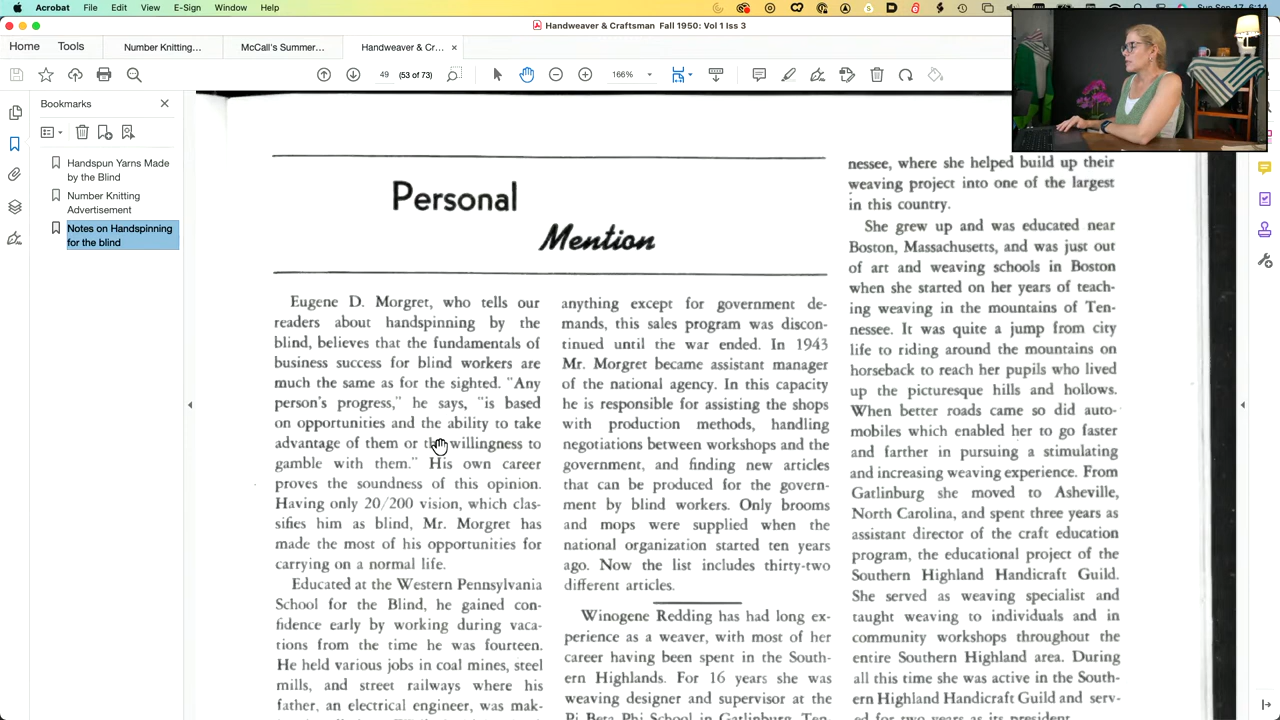 Acrobat File Edit View E-Sign Window Help
Handweaver & Craftsman Fall 1950: Vol 1 Iss 3
Home Tools Number Knitting... McCall's Summer... Handweaver & Cr... ×
49 (53 of 73) 166%
Bookmarks
Handspun Yarns Made
by the Blind
Number Knitting
Advertisement
Notes on Handspinning
for the blind
Personal
Mention
Eugene D. Morgret, who tells our
readers about handspinning by the
blind, believes that the fundamentals of
business success for blind workers are
much the same as for the sighted. "Any
person's progress," he says, "is based
on opportunities and the ability to take
advantage of them or the willingness to
gamble with them." His own career
proves the soundness of this opinion.
Having only 20/200 vision, which clas-
sifies him as blind, Mr. Morgret has
made the most of his opportunities for
carrying on a normal life.
Educated at the Western Pennsylvania
School for the Blind, he gained con-
fidence early by working during vaca-
tions from the time he was fourteen.
He held various jobs in coal mines, steel
mills, and street railways where his
father, an electrical engineer, was mak-
anything except for government de-
mands, this sales program was discon-
tinued until the war ended. In 1943
Mr. Morgret became assistant manager
of the national agency. In this capacity
he is responsible for assisting the shops
with production methods, handling
negotiations between workshops and the
government, and finding new articles
that can be produced for the govern-
ment by blind workers. Only brooms
and mops were supplied when the
national organization started ten years
ago. Now the list includes thirty-two
different articles.
Winogene Redding has had long ex-
perience as a weaver, with most of her
career having been spent in the South-
ern Highlands. For 16 years she was
weaving designer nd supervisor o the
Pi Beta Phi School in Gatlinburg, Ten-
nessee, where she helped build up their
weaving project into one of the largest
in this country.
She grew up and was educated near
Boston, Massachusetts, and was just out
of art and weaving schools in Boston
when she started on her years of teach-
ing weaving in the mountains of Ten-
nessee. It was quite a jump from city
life to riding around the mountains on
horseback to reach her pupils who lived
up the picturesque hills and hollows.
When better roads came so did auto-
mobiles which enabled her to go faster
and farther in pursuing a stimulating
and increasing weaving experience. From
Gatlinburg she moved to Asheville,
North Carolina, and spent three years as
assistant director of the craft education
program, the educational project of the
Southern Highland Handicraft Guild.
She served as weaving specialist and
taught weaving to individuals and in
community workshops throughout the
entire Southern Highland area. During
all this time she was active in the South-
ern Highland Handicraft Guild and serv-
ed for two years as its president.